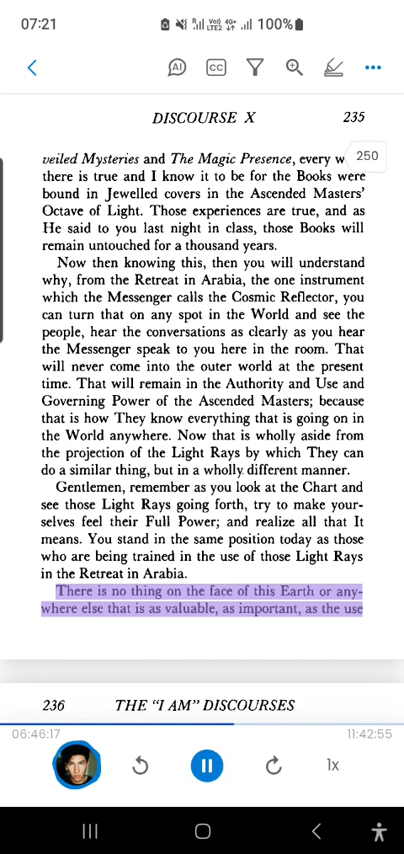 07:21
Vo) 4G+
R LTE2 100%
AI CC
DISCOURSE X 235
250
veiled Mysteries and The Magic Presence, every w
there is true and I know it to be for the Books were
bound in Jewelled covers in the Ascended Masters'
Octave of Light. Those experiences are true, and as
He said to you last night in class, those Books will
remain untouched for a thousand years.
Now then knowing this, then you will understand
why, from the Retreat in Arabia, the one instrument
which the Messenger calls the Cosmic Reflector, you
can turn that on any spot in the World and see the
people, hear the conversations as clearly as you hear
the Messenger speak to you here in the room. That
will never come into the outer world at the present
time. That will remain in the Authority and Use and
Governing Power of the Ascended Masters; because
that is how They know everything that is going on in
the World anywhere. Now that is wholly aside from
the projection of the Light Rays by which They can
do a similar thing, but in a wholly different manner.
Gentlemen, remember as you look at the Chart and
see those Light Rays going forth, try to make your-
selves feel their Full Power; and realize all that It
means. You stand in the same position today as those
who are being trained in the use of those Light Rays
in the Retreat in Arabia.
There is no thing on the face of this Earth or any-
where else that is as valuable, as important, as the use
236 THE "I AM" DISCOURSES
06:46:17 11:42:55
1x